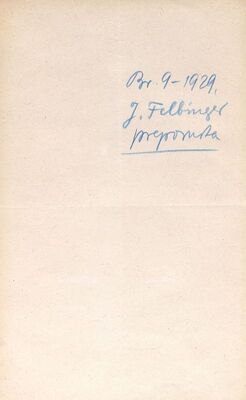 Br. 9–1929,
J. Felbinger
preporuka